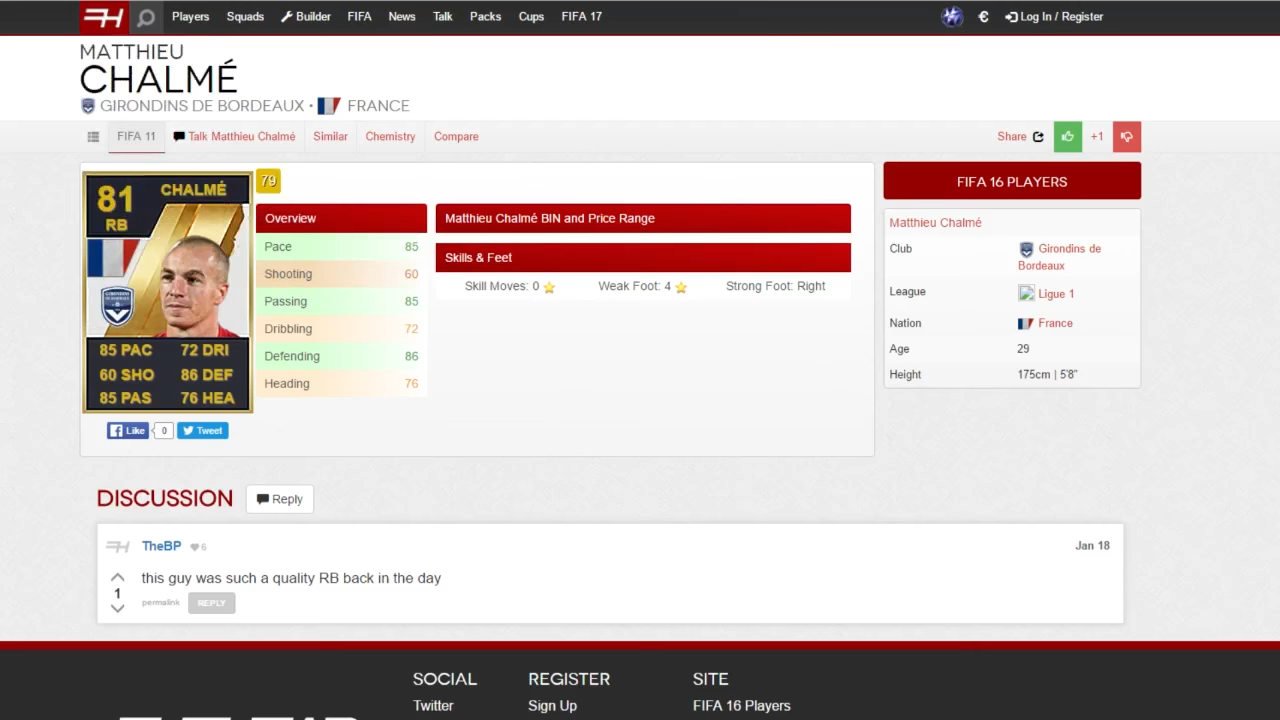 Players Squads Builder FIFA News Talk Packs Cups FIFA 17 € Log In / Register
MATTHIEU
CHALMÉ
GIRONDINS DE BORDEAUX • FRANCE
FIFA 11 Talk Matthieu Chalmé Similar Chemistry Compare Share +1
81
RB
CHALMÉ
85 PAC 72 DRI
60 SHO 86 DEF
85 PAS 76 HEA
Like 0 Tweet
79
Overview
Pace 85
Shooting 60
Passing 85
Dribbling 72
Defending 86
Heading 76
Matthieu Chalmé BIN and Price Range
Skills & Feet
Skill Moves: 0 Weak Foot: 4 Strong Foot: Right
FIFA 16 PLAYERS
Matthieu Chalmé
Club Girondins de
Bordeaux
League Ligue 1
Nation France
Age 29
Height 175cm | 5'8"
DISCUSSION Reply
TheBP 6 Jan 18
this guy was such a quality RB back in the day
1
permalink REPLY
SOCIAL REGISTER SITE
Twitter Sign Up FIFA 16 Players